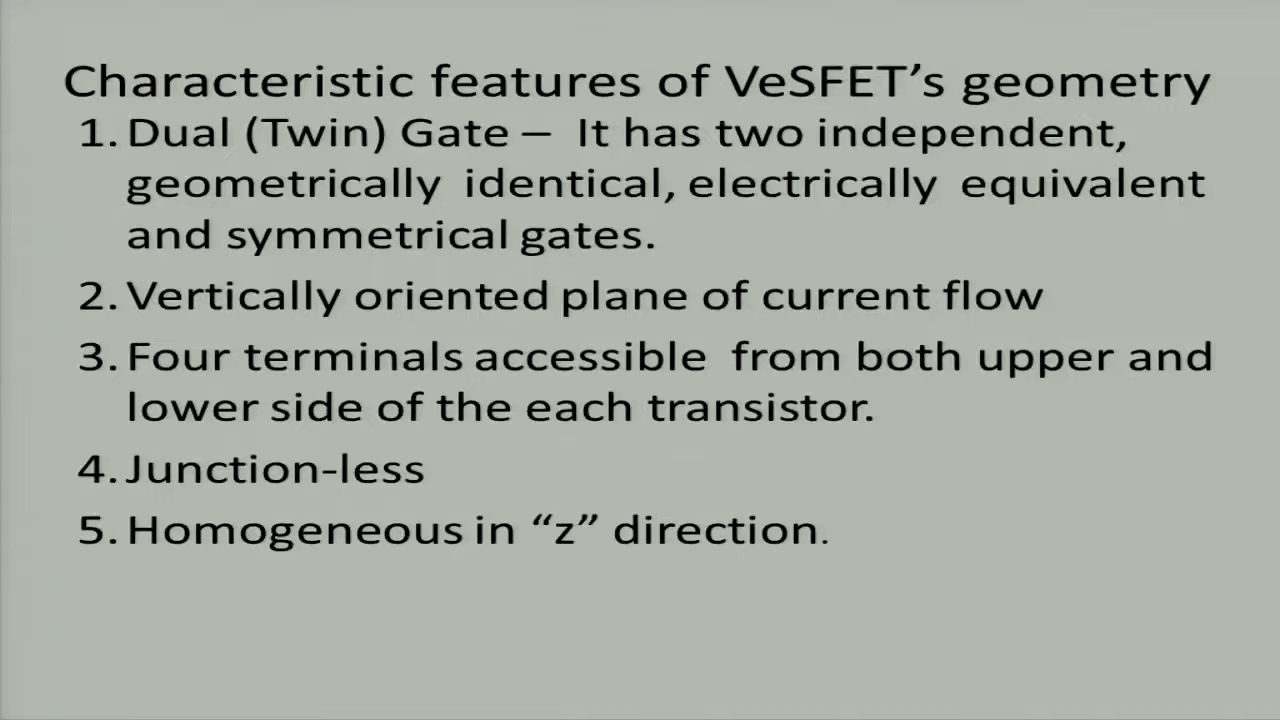 Characteristic features of VeSFET’s geometry
1. Dual (Twin) Gate – It has two independent,
geometrically identical, electrically equivalent
and symmetrical gates.
2. Vertically oriented plane of current flow
3. Four terminals accessible from both upper and
lower side of the each transistor.
4. Junction-less
5. Homogeneous in “z” direction.